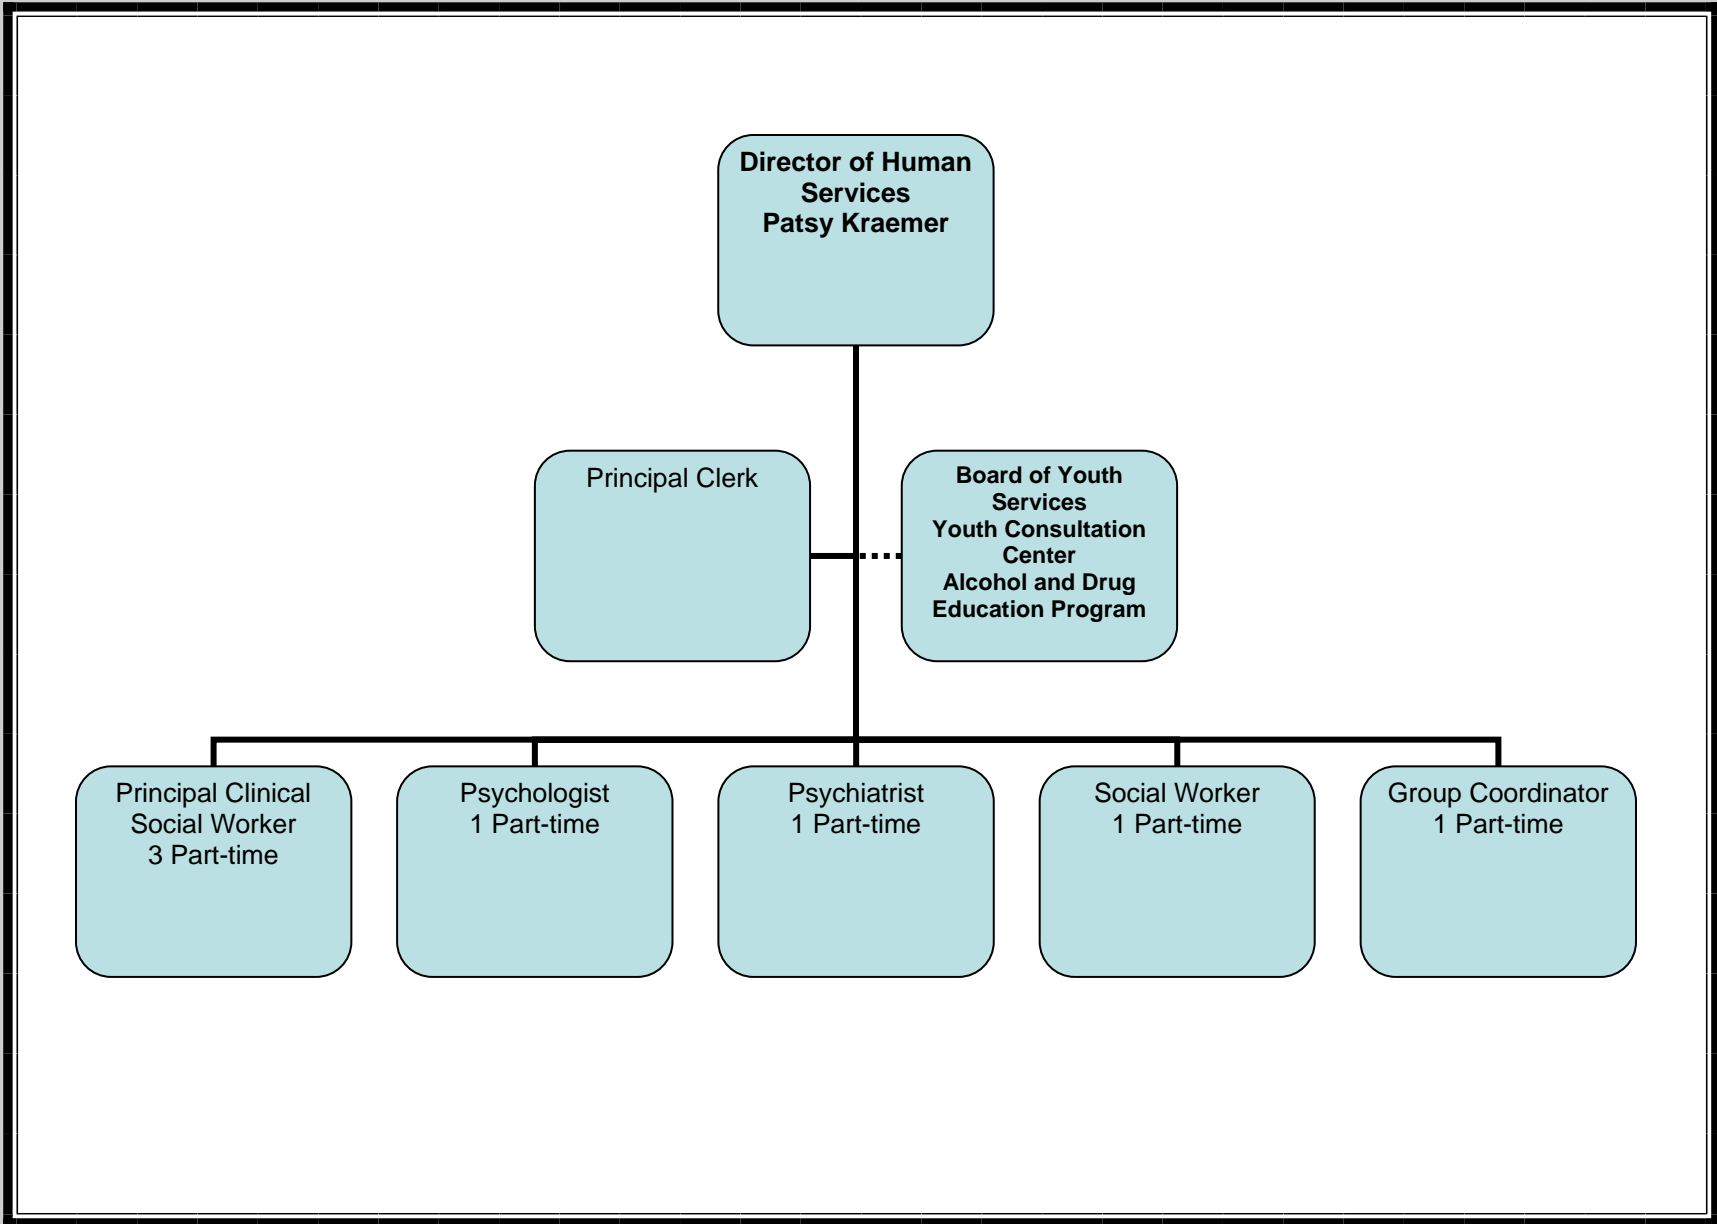 Director of Human
Services
Patsy Kraemer
Principal Clerk
Board of Youth
Services
Youth Consultation
Center
Alcohol and Drug
Education Program
Principal Clinical
Social Worker
3 Part-time
Psychologist
1 Part-time
Psychiatrist
1 Part-time
Social Worker
1 Part-time
Group Coordinator
1 Part-time